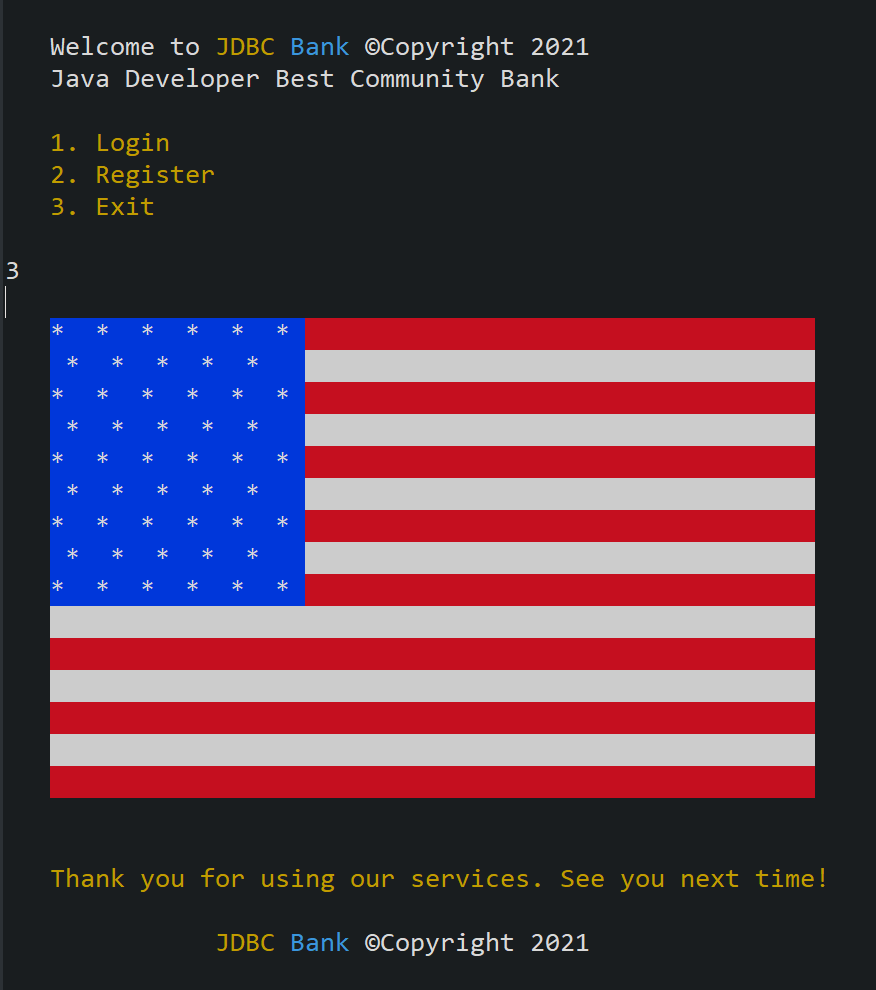 Welcome to JDBC Bank ©Copyright 2021
Java Developer Best Community Bank
1. Login
2. Register
3. Exit
3
* * * * * *
* * * * *
* * * * * *
* * * * *
* * * * * *
* * * * *
* * * * * *
* * * * *
* * * * * *
Thank you for using our services. See you next time!
JDBC Bank ©Copyright 2021